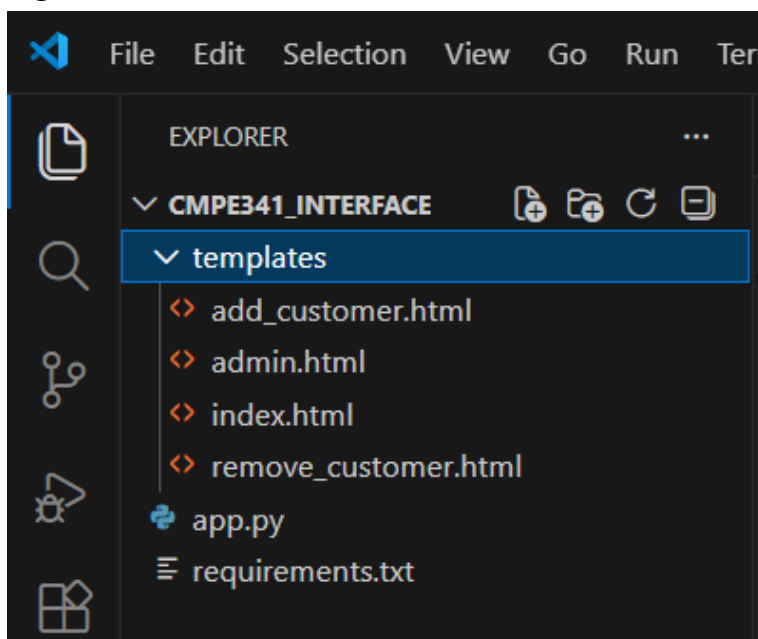 File Edit Selection View Go Run Ter
EXPLORER
CMPE341_INTERFACE
templates
add_customer.html
admin.html
index.html
remove_customer.html
app.py
requirements.txt